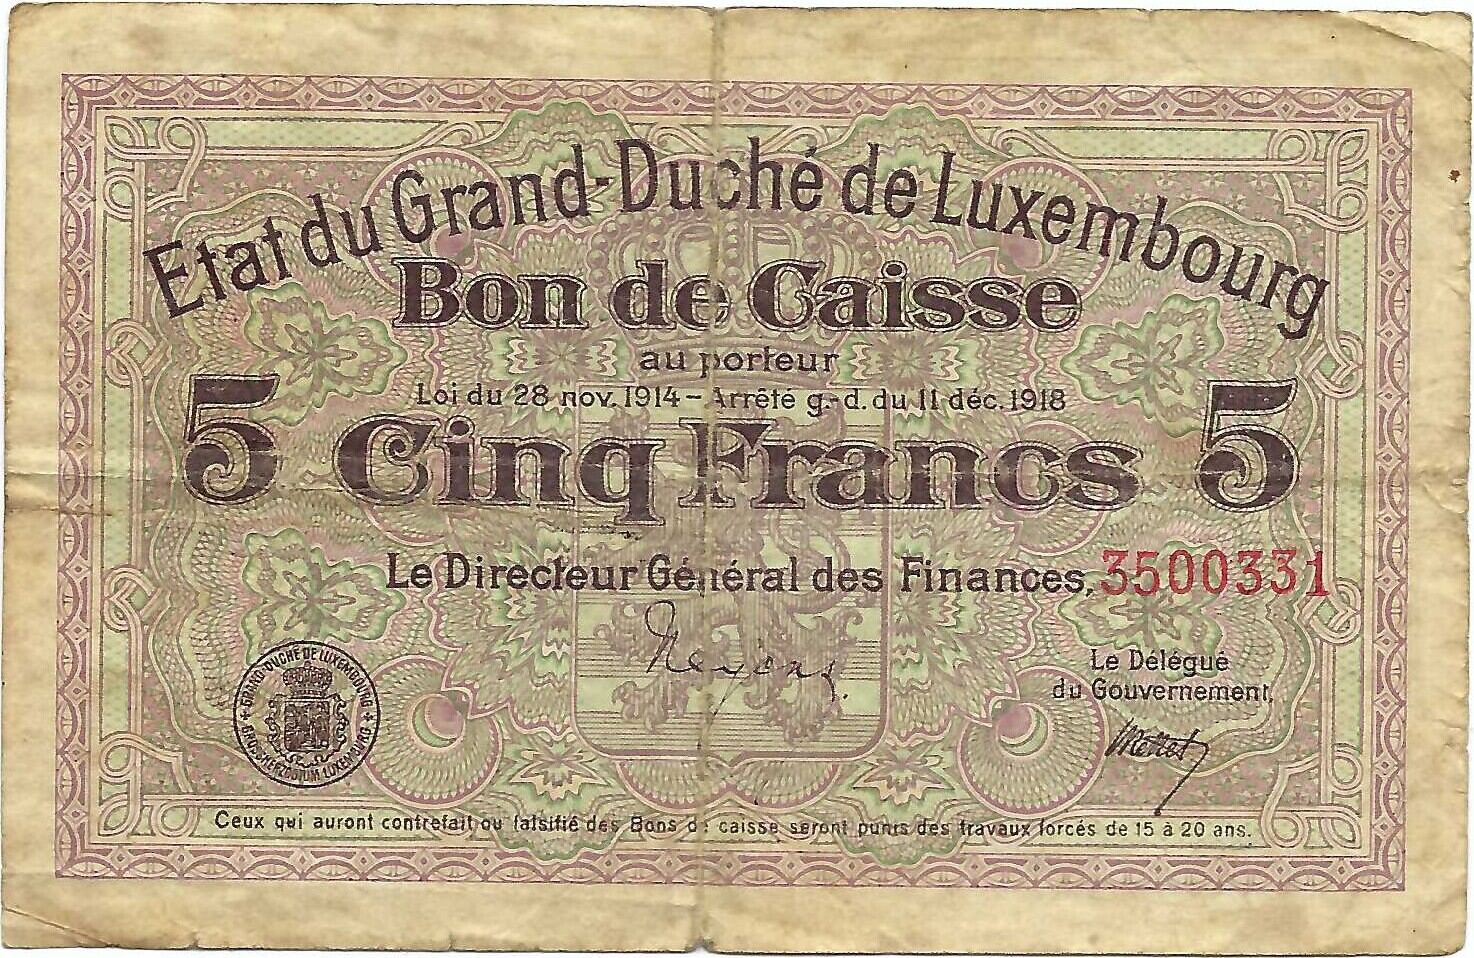 Etat du Grand-Duché de Luxembourg
Bon de Caisse
au porteur
Loi du 28 nov. 1914 – Arrêté g.-d. du 11 déc. 1918
5 Cinq Francs 5
Le Directeur Général des Finances,
3500331
Neyens.
Le Délégué
du Gouvernement,
Mettet
GRAND-DUCHÉ DE LUXEMBOURG
GROSSHERZOGTUM LUXEMBURG
Ceux qui auront contrefait ou falsifié des Bons de caisse seront punis des travaux forcés de 15 à 20 ans.